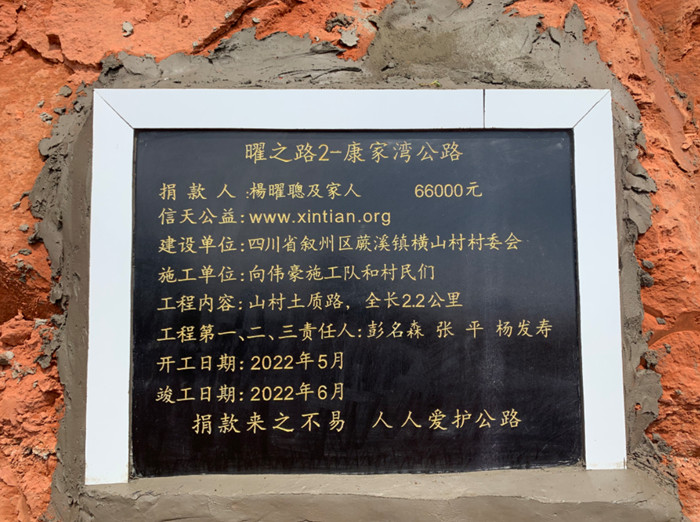 曜之路2-康家湾公路
捐款人:楊曜聰及家人 66000元
信天公益:www.xintian.org
建设单位:四川省叙州区蕨溪镇横山村村委会
施工单位:向伟豪施工队和村民们
工程内容:山村土质路，全长2.2公里
工程第一、二、三责任人:彭名森 张平 杨发寿
开工日期:2022年5月
竣工日期:2022年6月
捐款来之不易 人人爱护公路